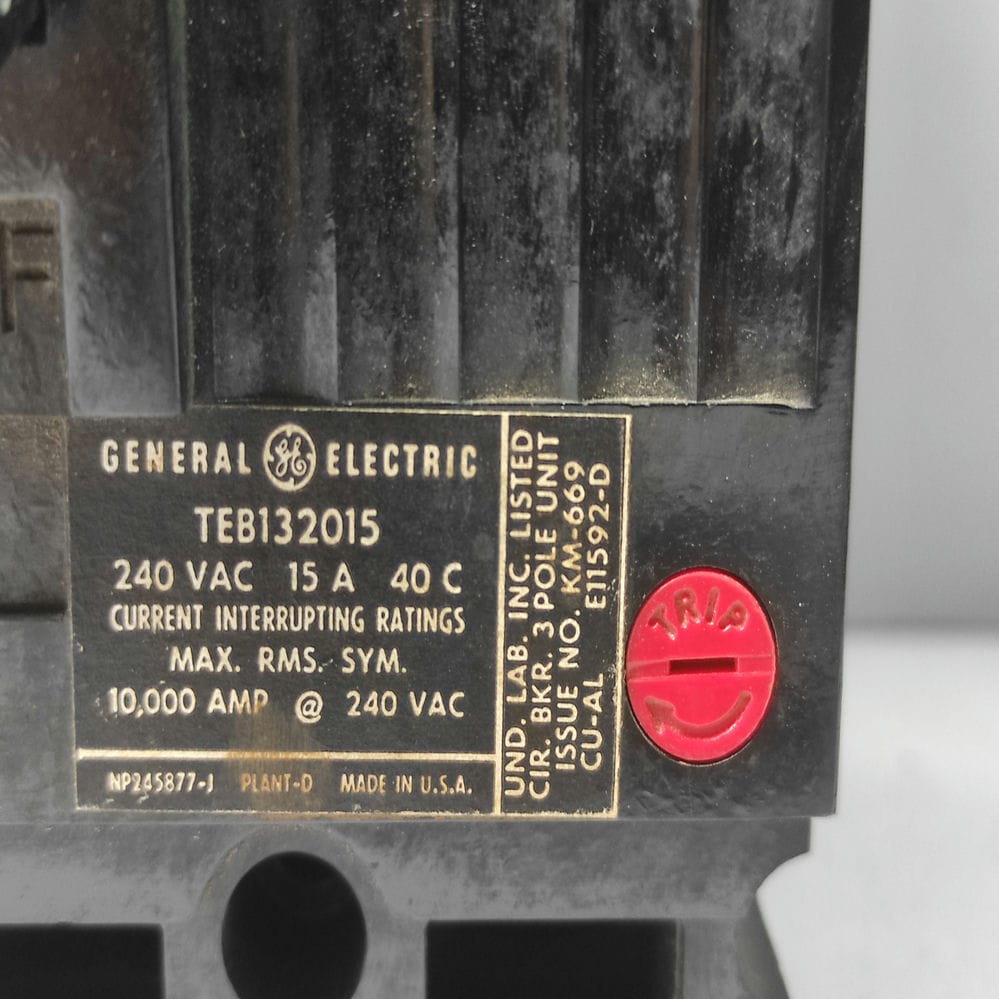 F
GENERAL GE ELECTRIC
TEB132015
240 VAC 15 A 40 C
CURRENT INTERRUPTING RATINGS
MAX. RMS. SYM.
10,000 AMP @ 240 VAC
NP245877-J PLANT-D MADE IN U.S.A.
UND. LAB. INC. LISTED
CIR. BKR. 3 POLE UNIT
ISSUE NO. KM-669
CU-AL E11592-D
TRIP